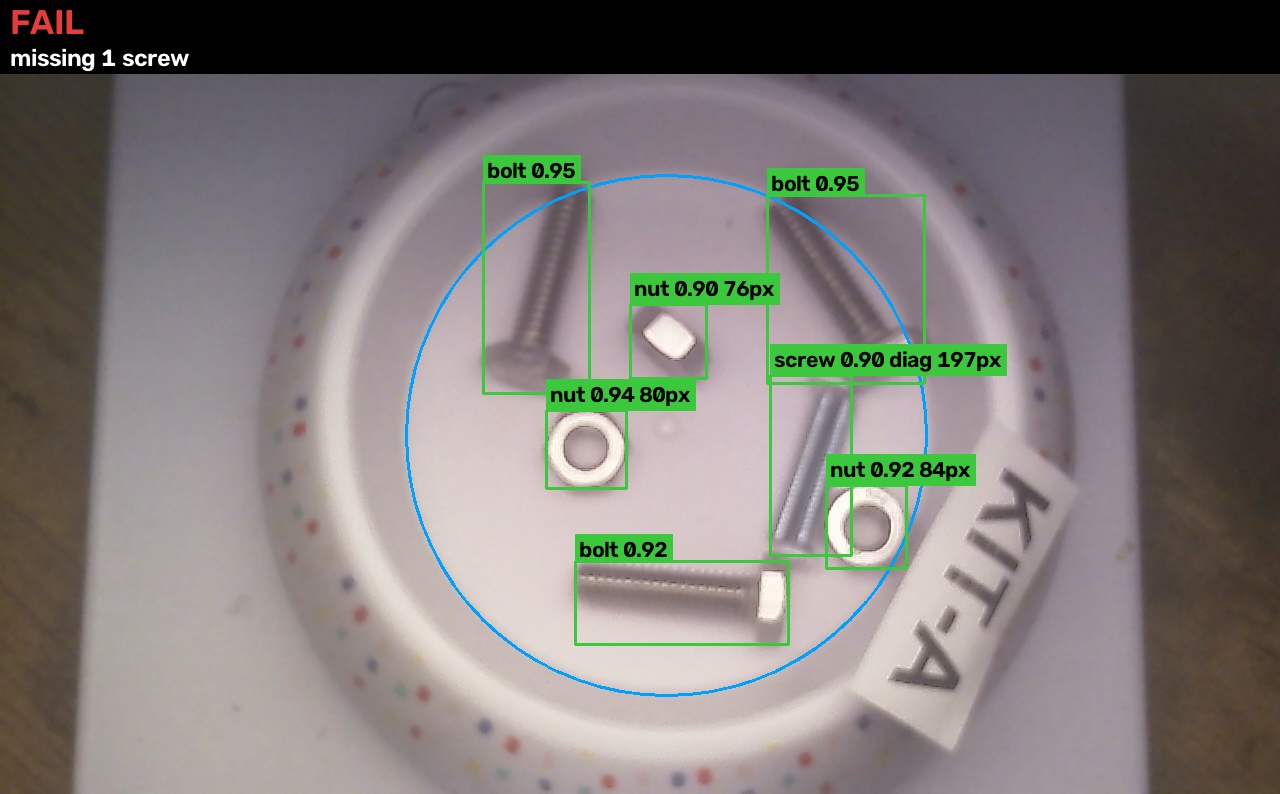 FAIL
missing 1 screw
bolt 0.95
bolt 0.95
nut 0.90 76px
screw 0.90 diag 197px
nut 0.94 80px
nut 0.92 84px
bolt 0.92
KIT-A